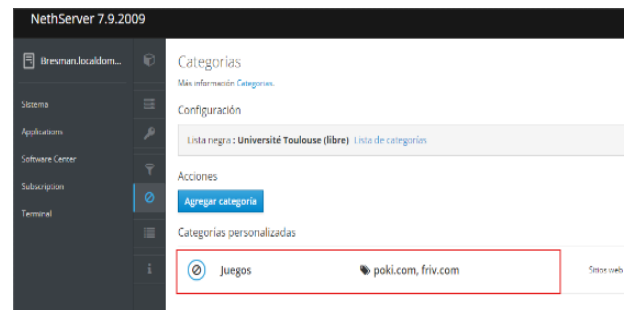 NethServer 7.9.2009
Bresman.localdom...
Sistema
Applications
Software Center
Subscription
Terminal
Categorias
Más información Categorias.
Configuración
Lista negra : Université Toulouse (libre) Lista de categorías
Acciones
Agregar categoría
Categorías personalizadas
Juegos poki.com, friv.com Sitios web